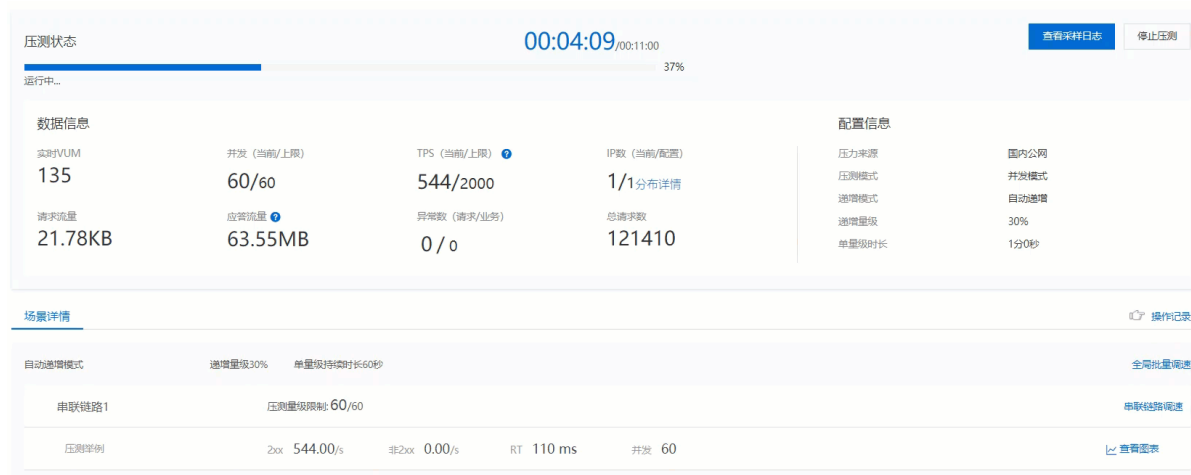 压测状态
00:04:09/00:11:00
查看采样日志
停止压测
37%
运行中...
数据信息
配置信息
实时VUM
并发（当前/上限）
TPS（当前/上限） ?
IP数（当前/配置）
135
60/60
544/2000
1/1分布详情
请求流量
应答流量 ?
异常数（请求/业务）
总请求数
21.78KB
63.55MB
0 / 0
121410
压力来源 国内公网
压测模式 并发模式
递增模式 自动递增
递增量级 30%
单量级时长 1分0秒
场景详情
操作记录
自动递增模式 递增量级30% 单量级持续时长60秒 全局批量调速
串联链路1 压测量级限制: 60/60 串联链路调速
压测举例 2xx 544.00/s 非2xx 0.00/s RT 110 ms 并发 60 查看图表